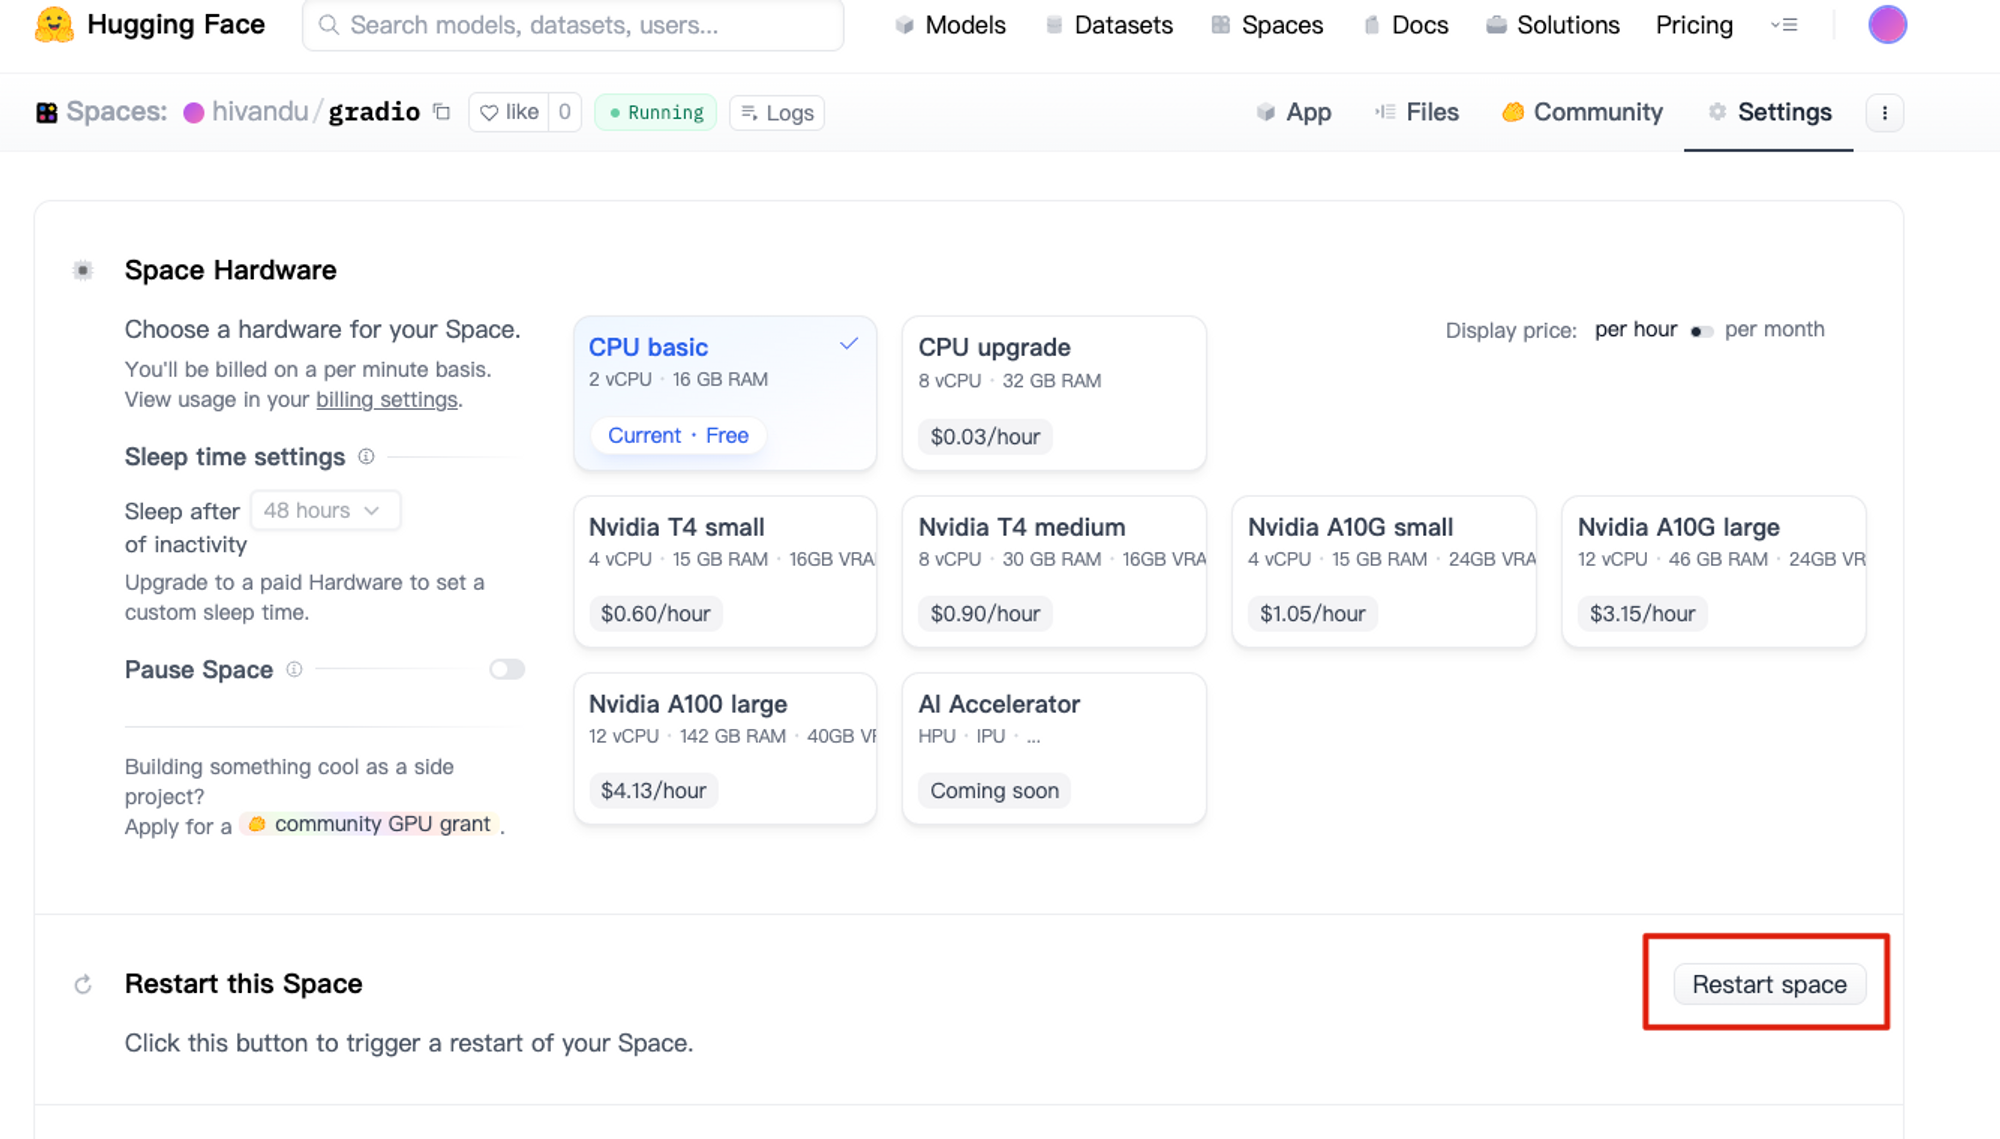 Hugging Face
Search models, datasets, users...
Models
Datasets
Spaces
Docs
Solutions
Pricing
Spaces:
hivandu/gradio
like
0
Running
Logs
App
Files
Community
Settings
Space Hardware
Choose a hardware for your Space.
You'll be billed on a per minute basis.
View usage in your billing settings.
Sleep time settings
Sleep after 48 hours
of inactivity
Upgrade to a paid Hardware to set a
custom sleep time.
Pause Space
Building something cool as a side
project?
Apply for a community GPU grant .
Display price: per hour per month
CPU basic
2 vCPU · 16 GB RAM
Current · Free
CPU upgrade
8 vCPU · 32 GB RAM
$0.03/hour
Nvidia T4 small
4 vCPU · 15 GB RAM · 16GB VRA
$0.60/hour
Nvidia T4 medium
8 vCPU · 30 GB RAM · 16GB VRA
$0.90/hour
Nvidia A10G small
4 vCPU · 15 GB RAM · 24GB VRA
$1.05/hour
Nvidia A10G large
12 vCPU · 46 GB RAM · 24GB VR
$3.15/hour
Nvidia A100 large
12 vCPU · 142 GB RAM · 40GB VR
$4.13/hour
AI Accelerator
HPU · IPU · ...
Coming soon
Restart this Space
Restart space
Click this button to trigger a restart of your Space.